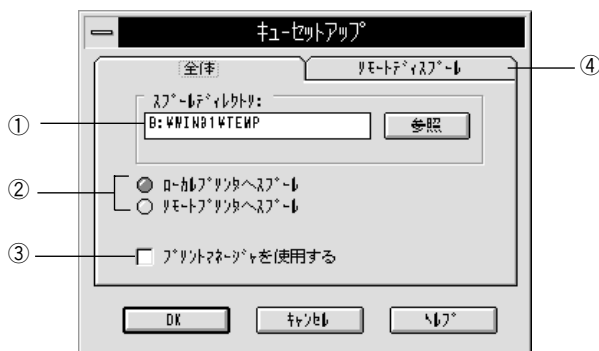 ｷｭｰｾｯﾄｱｯﾌﾟ
全体
ﾘﾓｰﾄﾃﾞｨｽﾌﾟｰﾙ
④
ｽﾌﾟｰﾙﾃﾞｨﾚｸﾄﾘ:
①
B:¥WIN31¥TEMP
参照
②
ﾛｰｶﾙﾌﾟﾘﾝﾀへｽﾌﾟｰﾙ
ﾘﾓｰﾄﾌﾟﾘﾝﾀへｽﾌﾟｰﾙ
③
ﾌﾟﾘﾝﾄﾏﾈｰｼﾞｬを使用する
OK
ｷｬﾝｾﾙ
ﾍﾙﾌﾟ